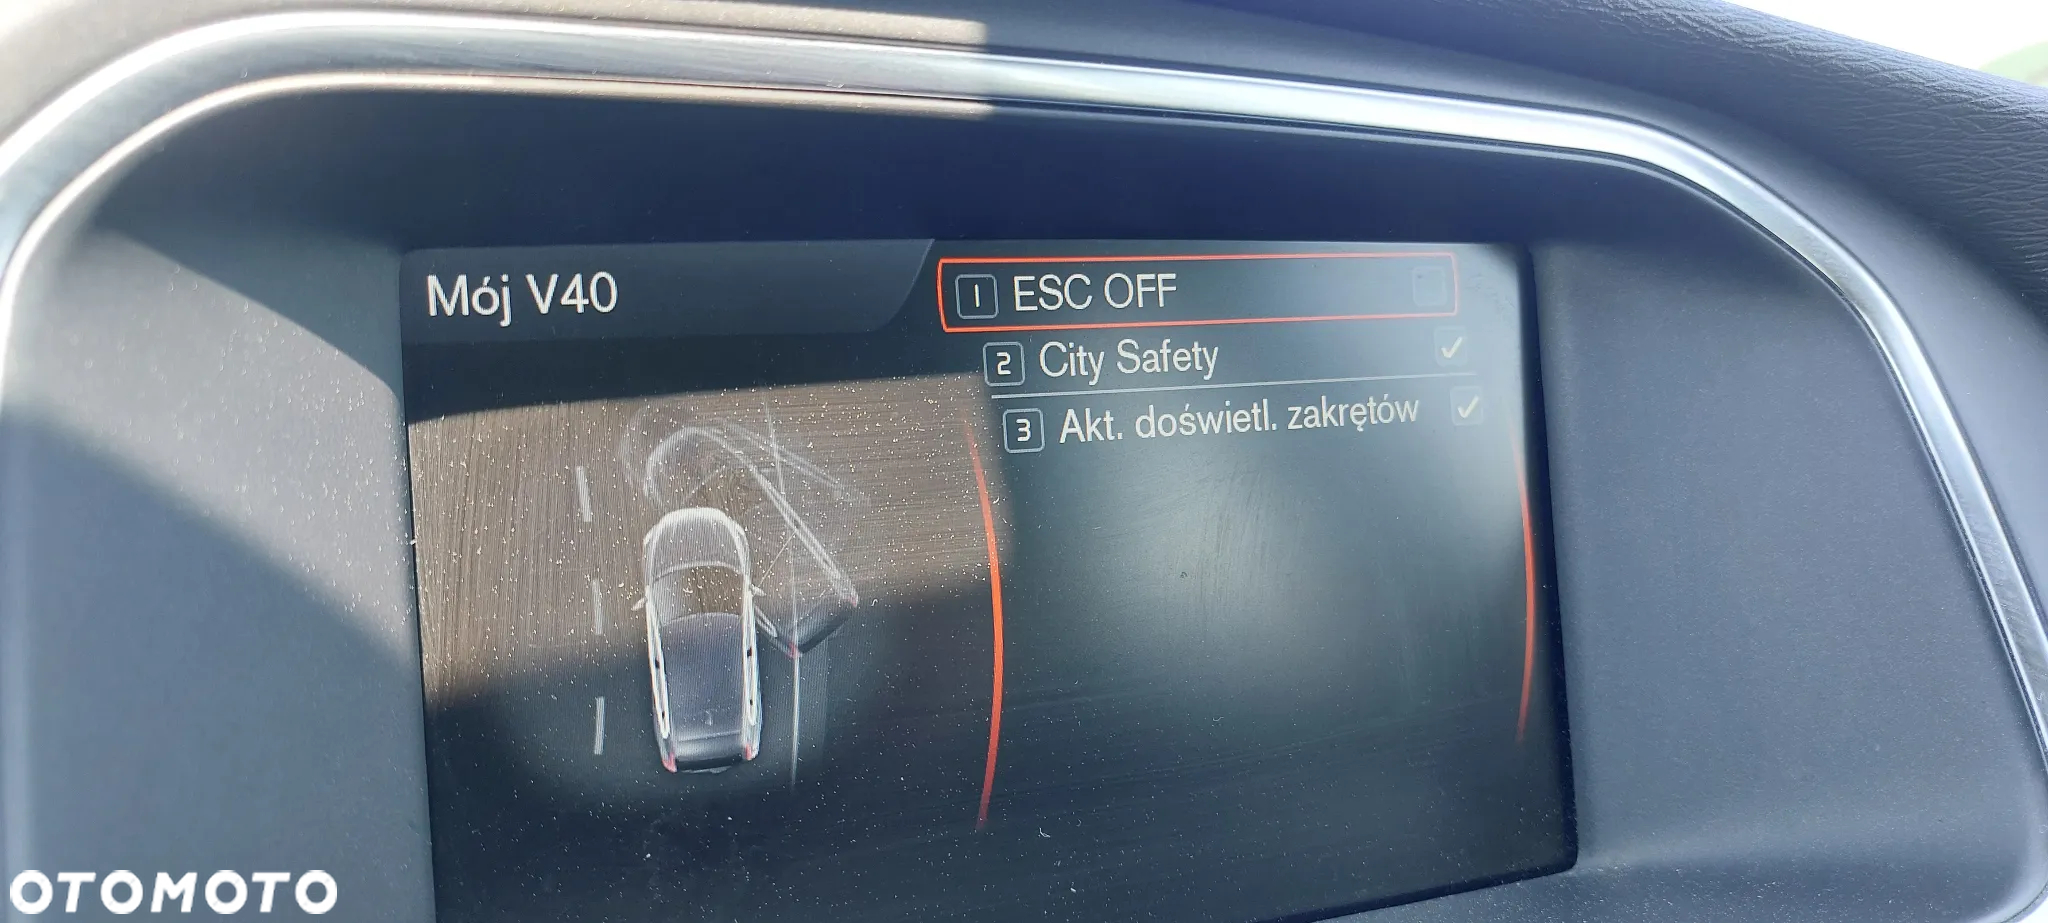 Mój V40
1 ESC OFF
2 City Safety
3 Akt. doświetl. zakrętów
OTOMOTO